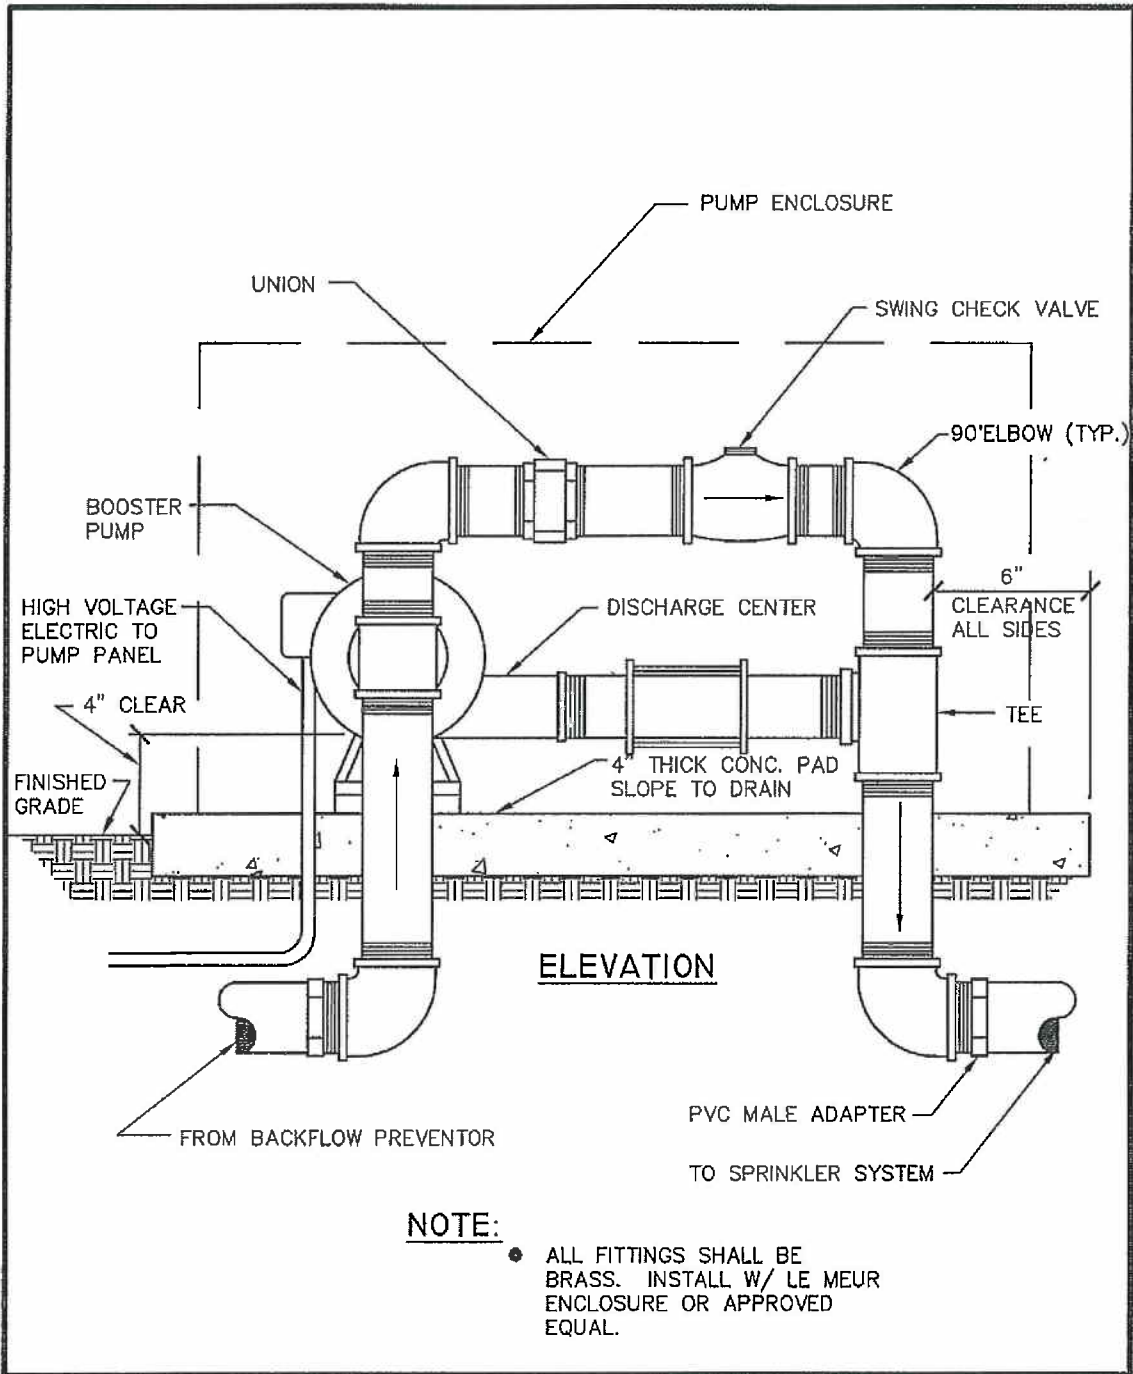 PUMP ENCLOSURE
UNION
SWING CHECK VALVE
90'ELBOW (TYP.)
BOOSTER
PUMP
6"
CLEARANCE
ALL SIDES
HIGH VOLTAGE
ELECTRIC TO
PUMP PANEL
DISCHARGE CENTER
4" CLEAR
TEE
4" THICK CONC. PAD
SLOPE TO DRAIN
FINISHED
GRADE
ELEVATION
PVC MALE ADAPTER
FROM BACKFLOW PREVENTOR
TO SPRINKLER SYSTEM
NOTE:
● ALL FITTINGS SHALL BE
BRASS. INSTALL W/ LE MEUR
ENCLOSURE OR APPROVED
EQUAL.